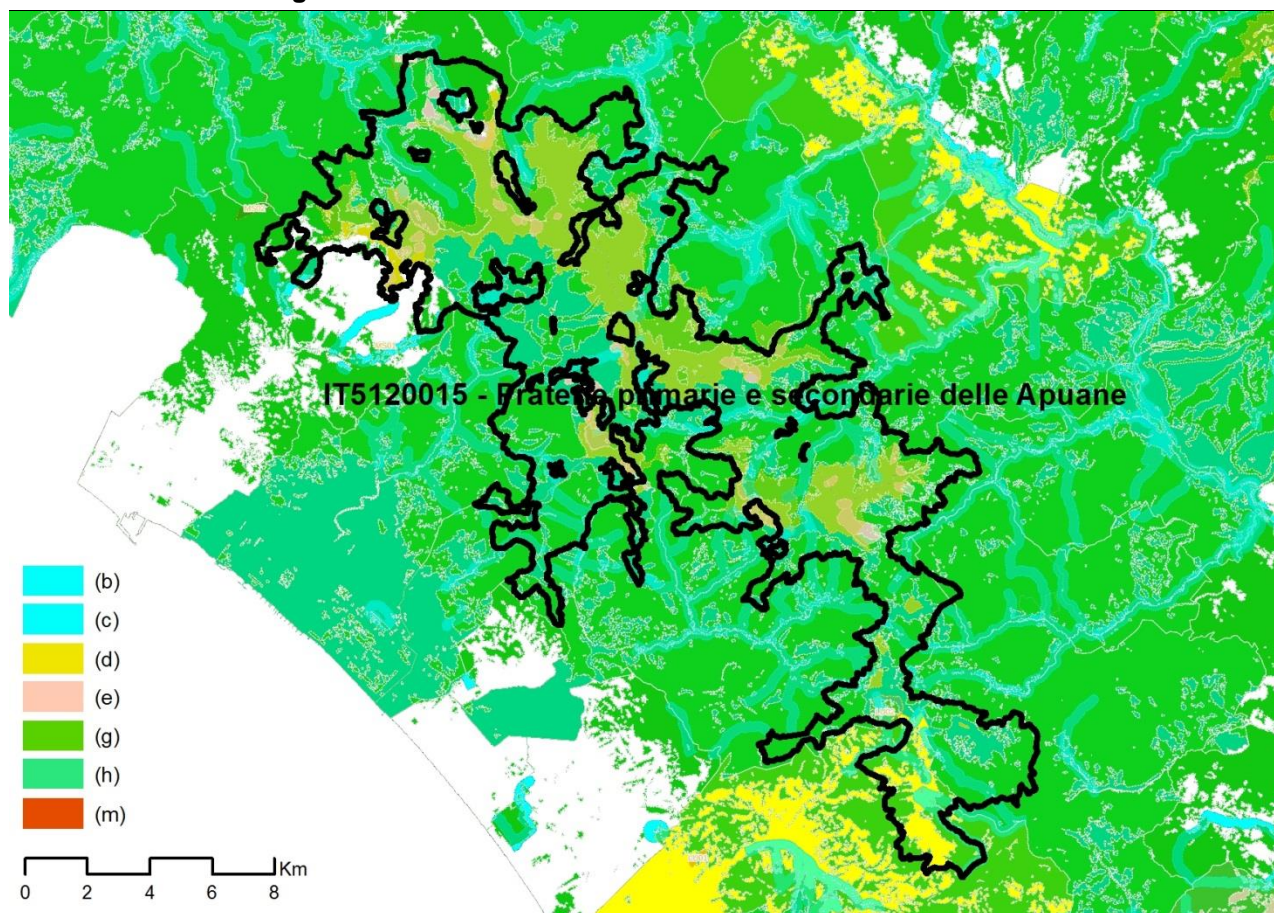 IT5120015 - Praterie primarie e secondarie delle Apuane
(b)
(c)
(d)
(e)
(g)
(h)
(m)
0 2 4 6 8 Km